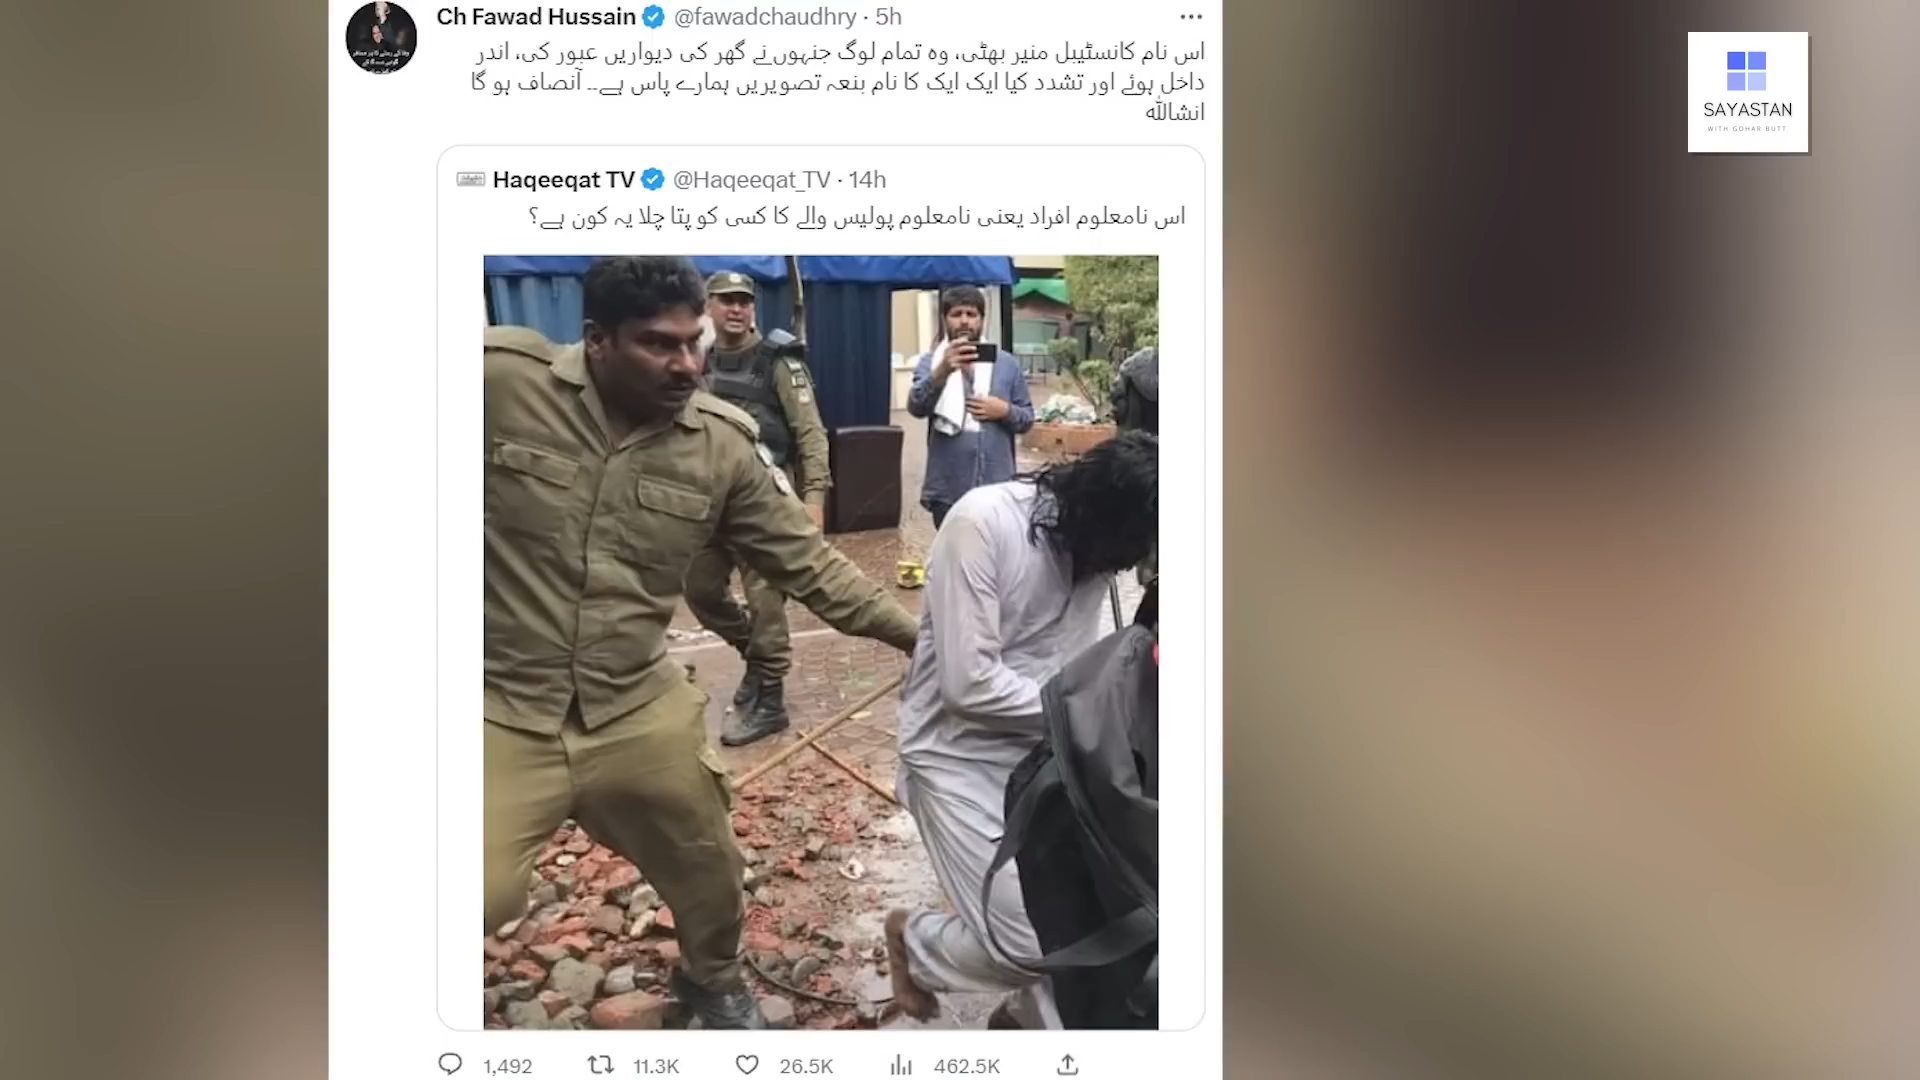 Ch Fawad Hussain @fawadchaudhry · 5h
اس نام کانسٹیبل منیر بھٹی، وہ تمام لوگ جنہوں نے گھر کی دیواریں عبور کی، اندر
داخل ہوئے اور تشدد کیا ایک ایک کا نام بنعہ تصویریں ہمارے پاس ہے۔۔ آنصاف ہو گا
انشاللّٰہ
Haqeeqat TV @Haqeeqat_TV · 14h
اس نامعلوم افراد یعنی نامعلوم پولیس والے کا کسی کو پتا چلا یہ کون ہے؟
1,492 11.3K 26.5K 462.5K
SAYASTAN
WITH GOHAR BUTT